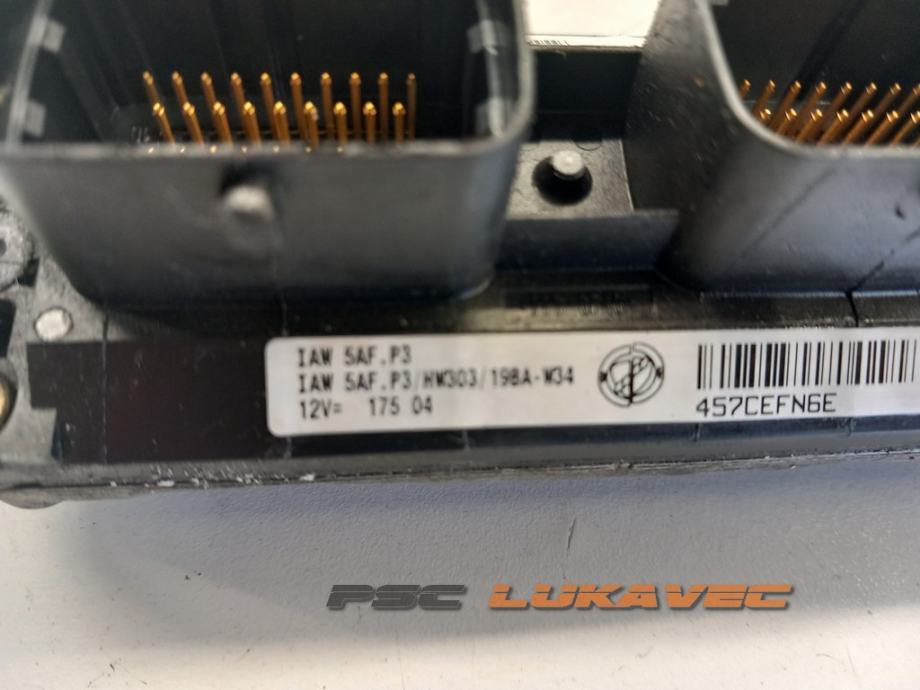 IAW 5AF.P3
IAW 5AF.P3/HW303/198A-W34
12V= 175 04
457CEFN6E
PSC LUKAVEC